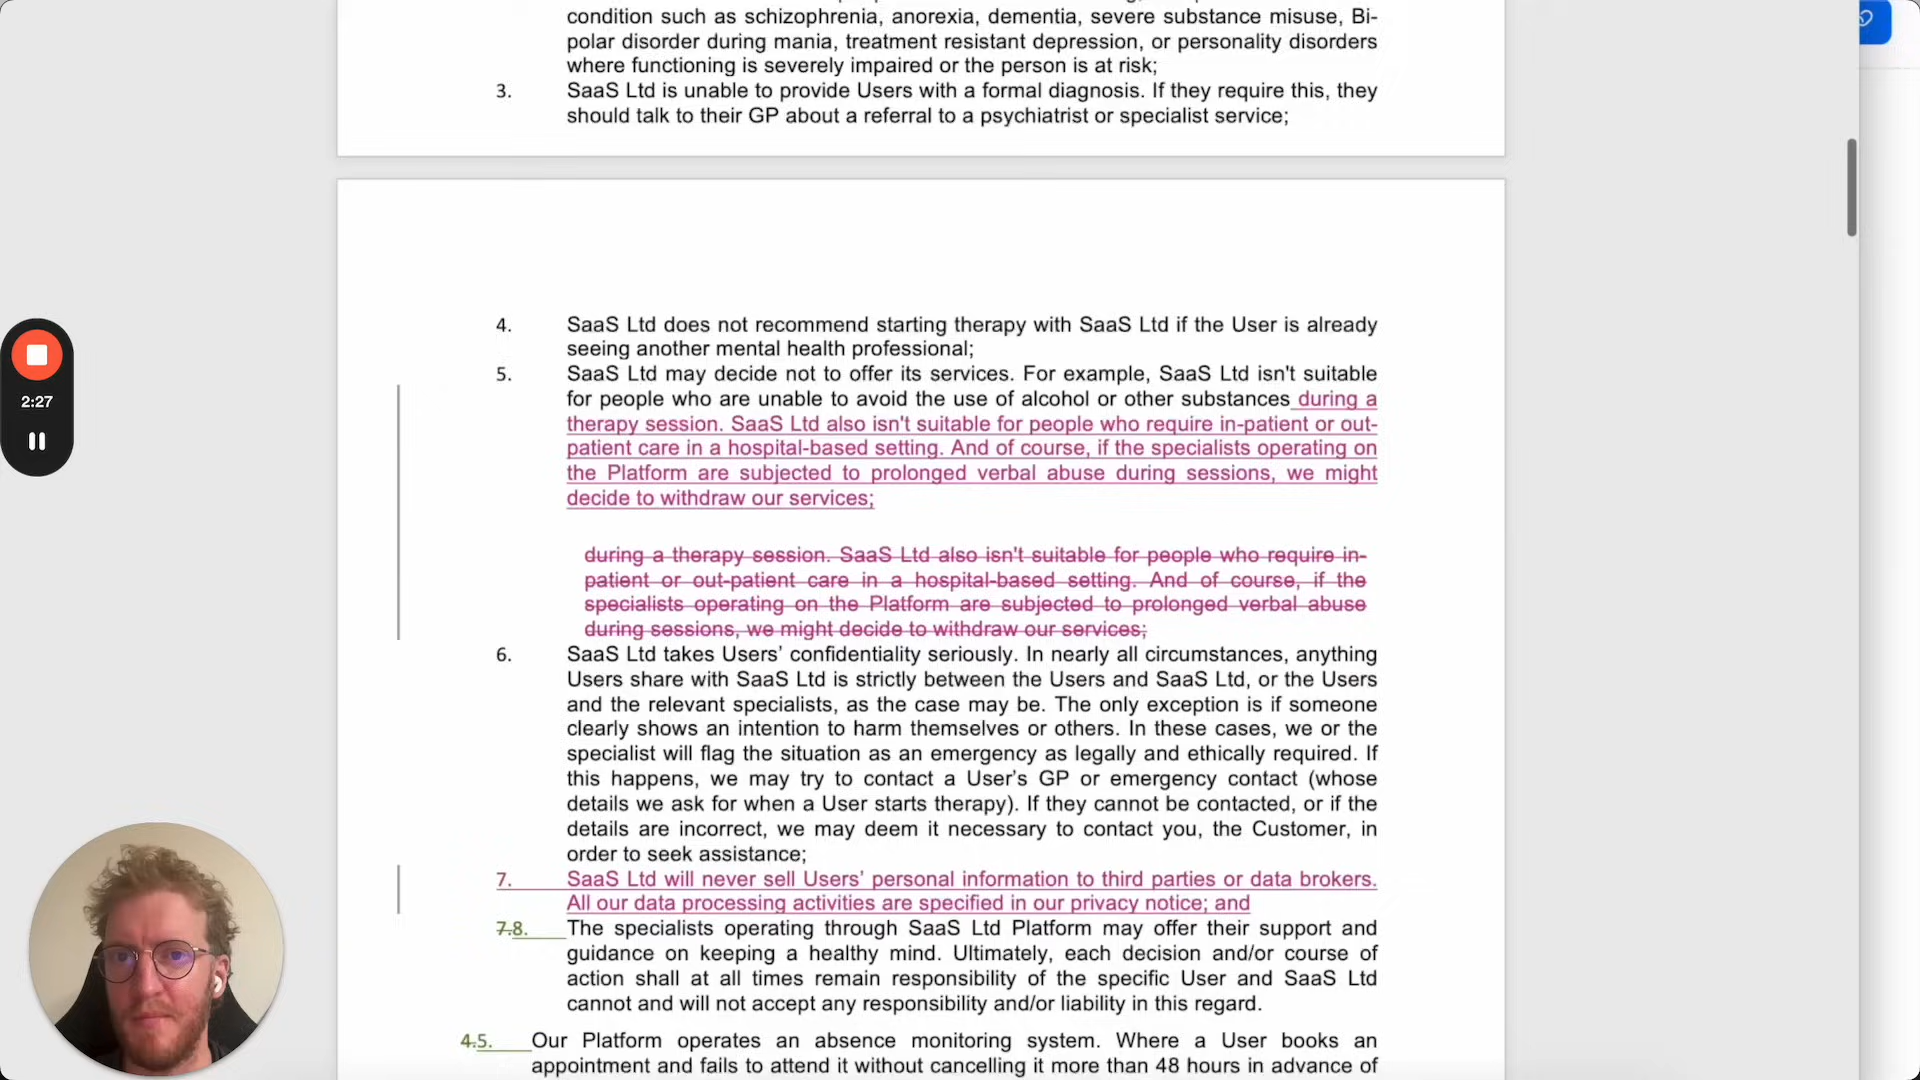 condition such as schizophrenia, anorexia, dementia, severe substance misuse, Bi-
polar disorder during mania, treatment resistant depression, or personality disorders
where functioning is severely impaired or the person is at risk;
3. SaaS Ltd is unable to provide Users with a formal diagnosis. If they require this, they
should talk to their GP about a referral to a psychiatrist or specialist service;
4. SaaS Ltd does not recommend starting therapy with SaaS Ltd if the User is already
seeing another mental health professional;
5. SaaS Ltd may decide not to offer its services. For example, SaaS Ltd isn't suitable
for people who are unable to avoid the use of alcohol or other substances during a
therapy session. SaaS Ltd also isn't suitable for people who require in-patient or out-
patient care in a hospital-based setting. And of course, if the specialists operating on
the Platform are subjected to prolonged verbal abuse during sessions, we might
decide to withdraw our services;
during a therapy session. SaaS Ltd also isn't suitable for people who require in-
patient or out-patient care in a hospital-based setting. And of course, if the
specialists operating on the Platform are subjected to prolonged verbal abuse
during sessions, we might decide to withdraw our services;
6. SaaS Ltd takes Users’ confidentiality seriously. In nearly all circumstances, anything
Users share with SaaS Ltd is strictly between the Users and SaaS Ltd, or the Users
and the relevant specialists, as the case may be. The only exception is if someone
clearly shows an intention to harm themselves or others. In these cases, we or the
specialist will flag the situation as an emergency as legally and ethically required. If
this happens, we may try to contact a User’s GP or emergency contact (whose
details we ask for when a User starts therapy). If they cannot be contacted, or if the
details are incorrect, we may deem it necessary to contact you, the Customer, in
order to seek assistance;
7. SaaS Ltd will never sell Users’ personal information to third parties or data brokers.
All our data processing activities are specified in our privacy notice; and
7.8. The specialists operating through SaaS Ltd Platform may offer their support and
guidance on keeping a healthy mind. Ultimately, each decision and/or course of
action shall at all times remain responsibility of the specific User and SaaS Ltd
cannot and will not accept any responsibility and/or liability in this regard.
4.5. Our Platform operates an absence monitoring system. Where a User books an
appointment and fails to attend it without cancelling it more than 48 hours in advance of
2:27